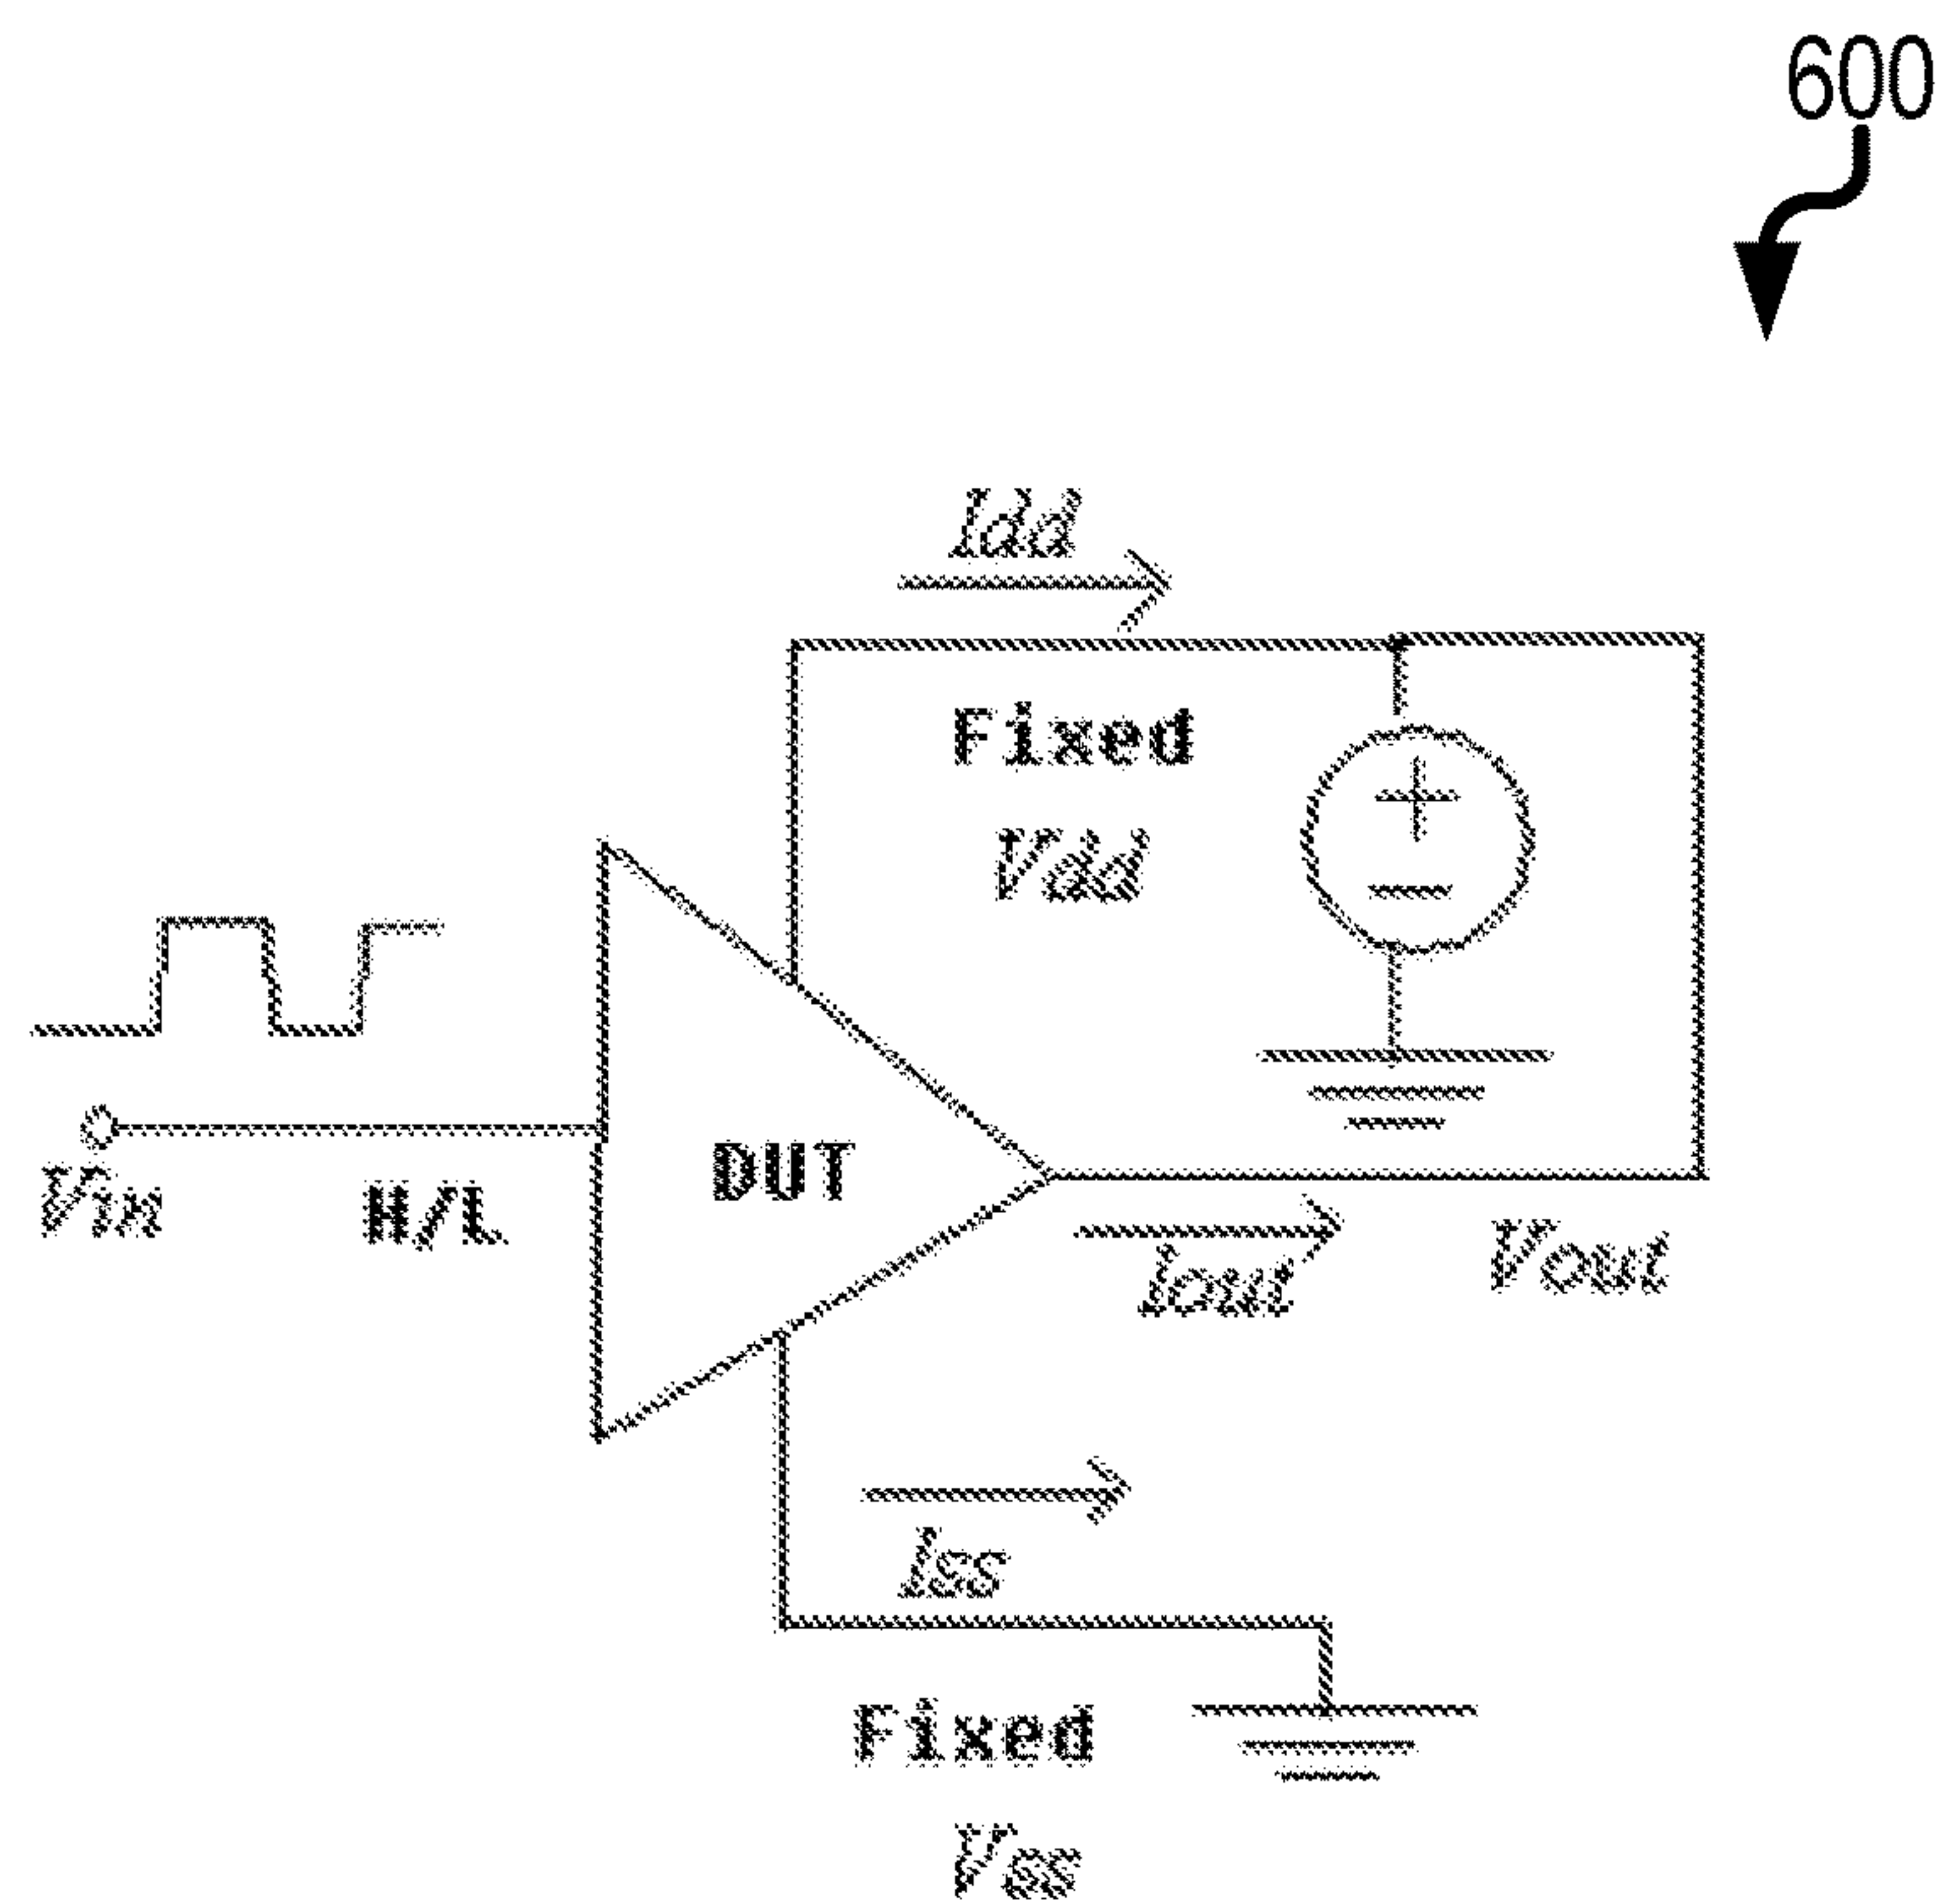 600
Idd
Fixed
Vdd
Vin
H/L
DUT
Iout
Vout
Iss
Fixed
Vss